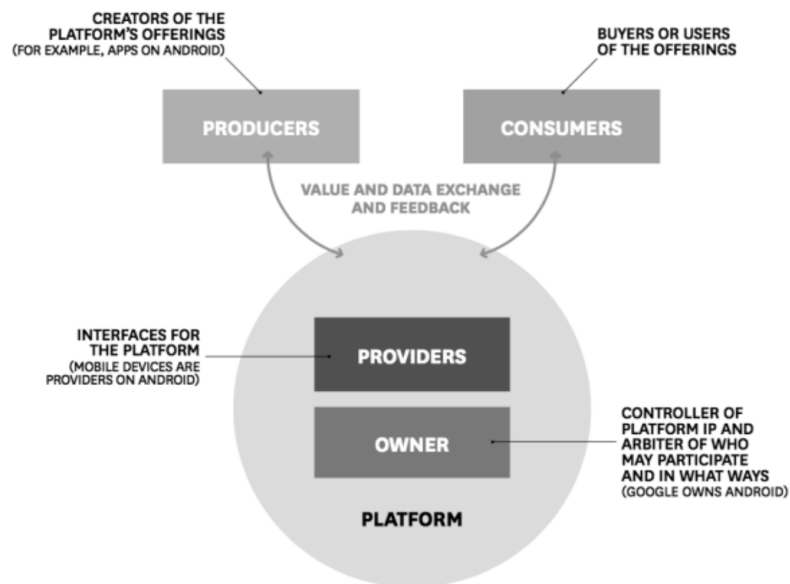 CREATORS OF THE
PLATFORM'S OFFERINGS
(FOR EXAMPLE, APPS ON ANDROID)
BUYERS OR USERS
OF THE OFFERINGS
PRODUCERS
CONSUMERS
VALUE AND DATA EXCHANGE
AND FEEDBACK
INTERFACES FOR
THE PLATFORM
(MOBILE DEVICES ARE
PROVIDERS ON ANDROID)
PROVIDERS
OWNER
CONTROLLER OF
PLATFORM IP AND
ARBITER OF WHO
MAY PARTICIPATE
AND IN WHAT WAYS
(GOOGLE OWNS ANDROID)
PLATFORM